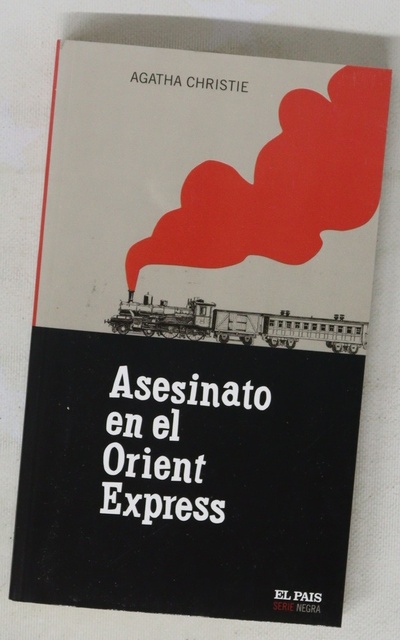 AGATHA CHRISTIE
Asesinato
en el
Orient
Express
EL PAIS
SERIE NEGRA